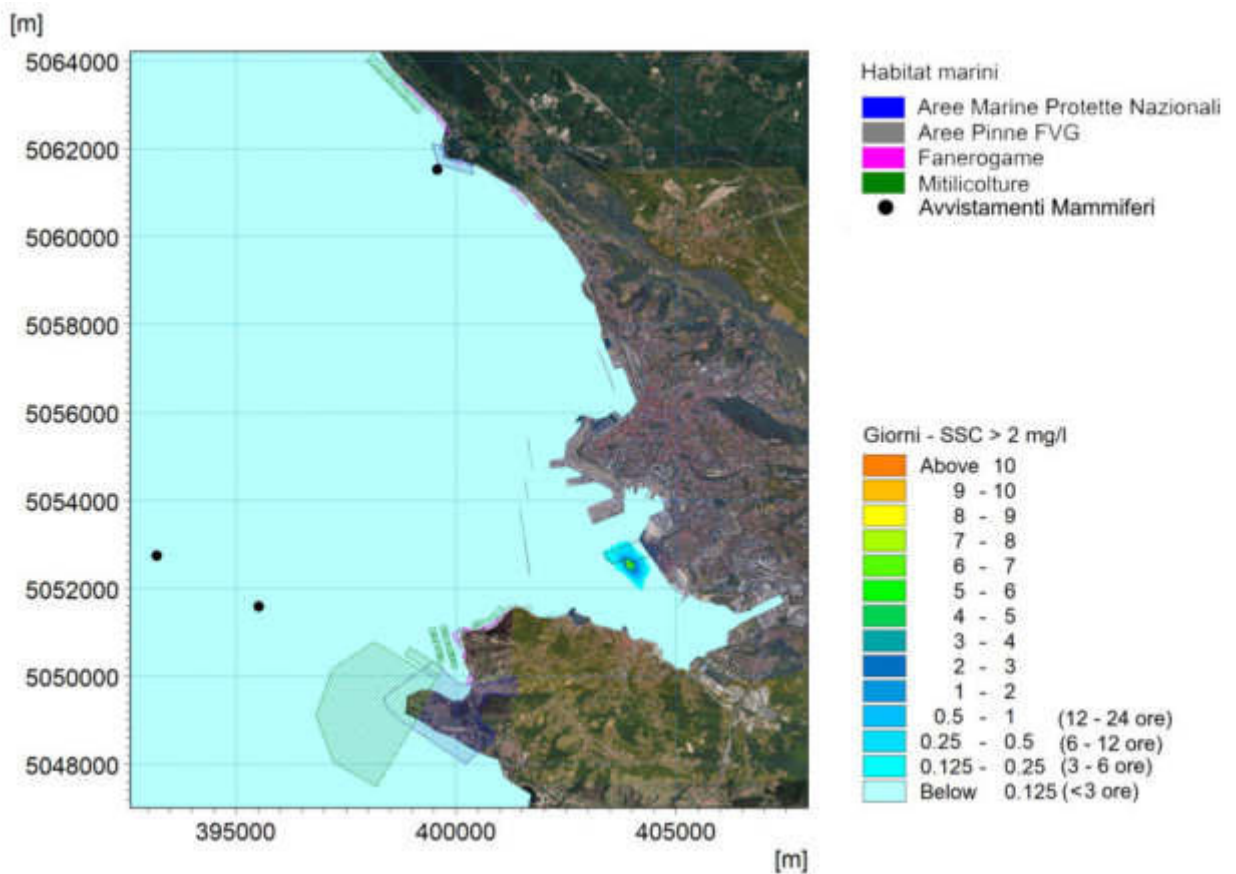 [m]
5064000
5062000
5060000
5058000
5056000
5054000
5052000
5050000
5048000
395000
400000
405000
[m]
Habitat marini
Aree Marine Protette Nazionali
Aree Pinne FVG
Fanerogame
Mitilicolture
Avvistamenti Mammiferi
Giorni - SSC > 2 mg/l
Above 10
9 - 10
8 - 9
7 - 8
6 - 7
5 - 6
4 - 5
3 - 4
2 - 3
1 - 2
0.5 - 1 (12 - 24 ore)
0.25 - 0.5 (6 - 12 ore)
0.125 - 0.25 (3 - 6 ore)
Below 0.125 (<3 ore)